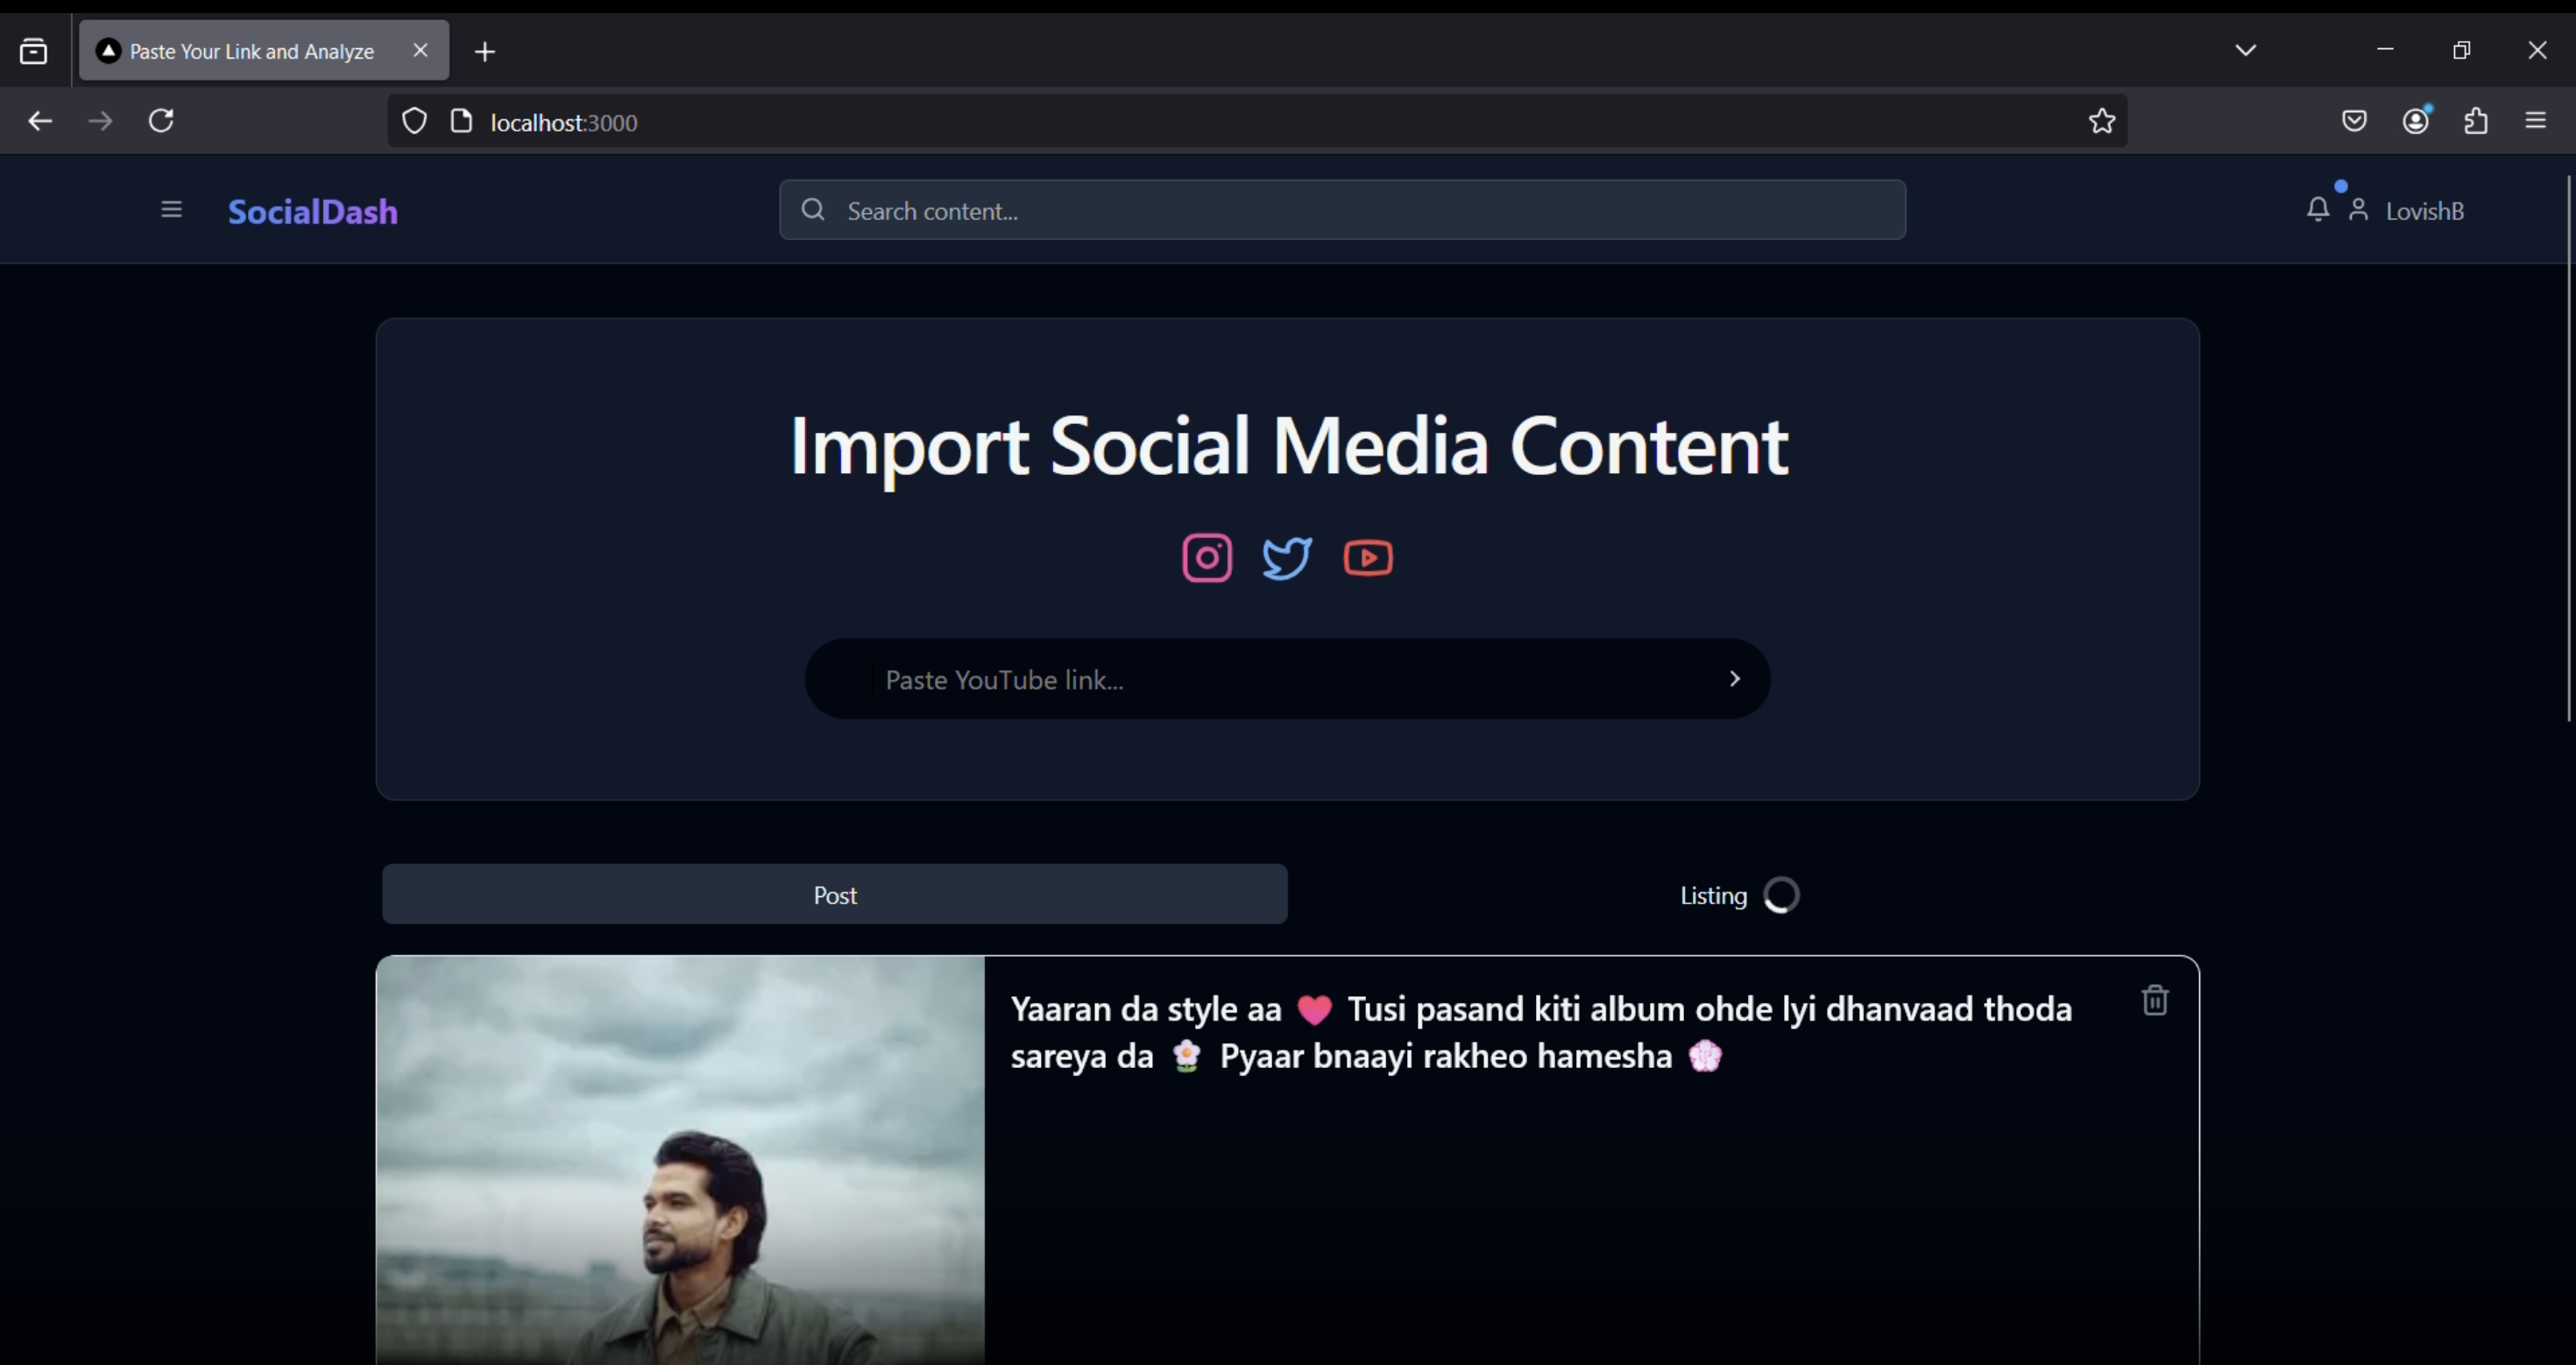 Paste Your Link and Analyze
localhost:3000
SocialDash
Search content...
LovishB
Import Social Media Content
Paste YouTube link...
Post
Listing
Yaaran da style aa ❤️ Tusi pasand kiti album ohde lyi dhanvaad thoda
sareya da 🌼 Pyaar bnaayi rakheo hamesha 💮